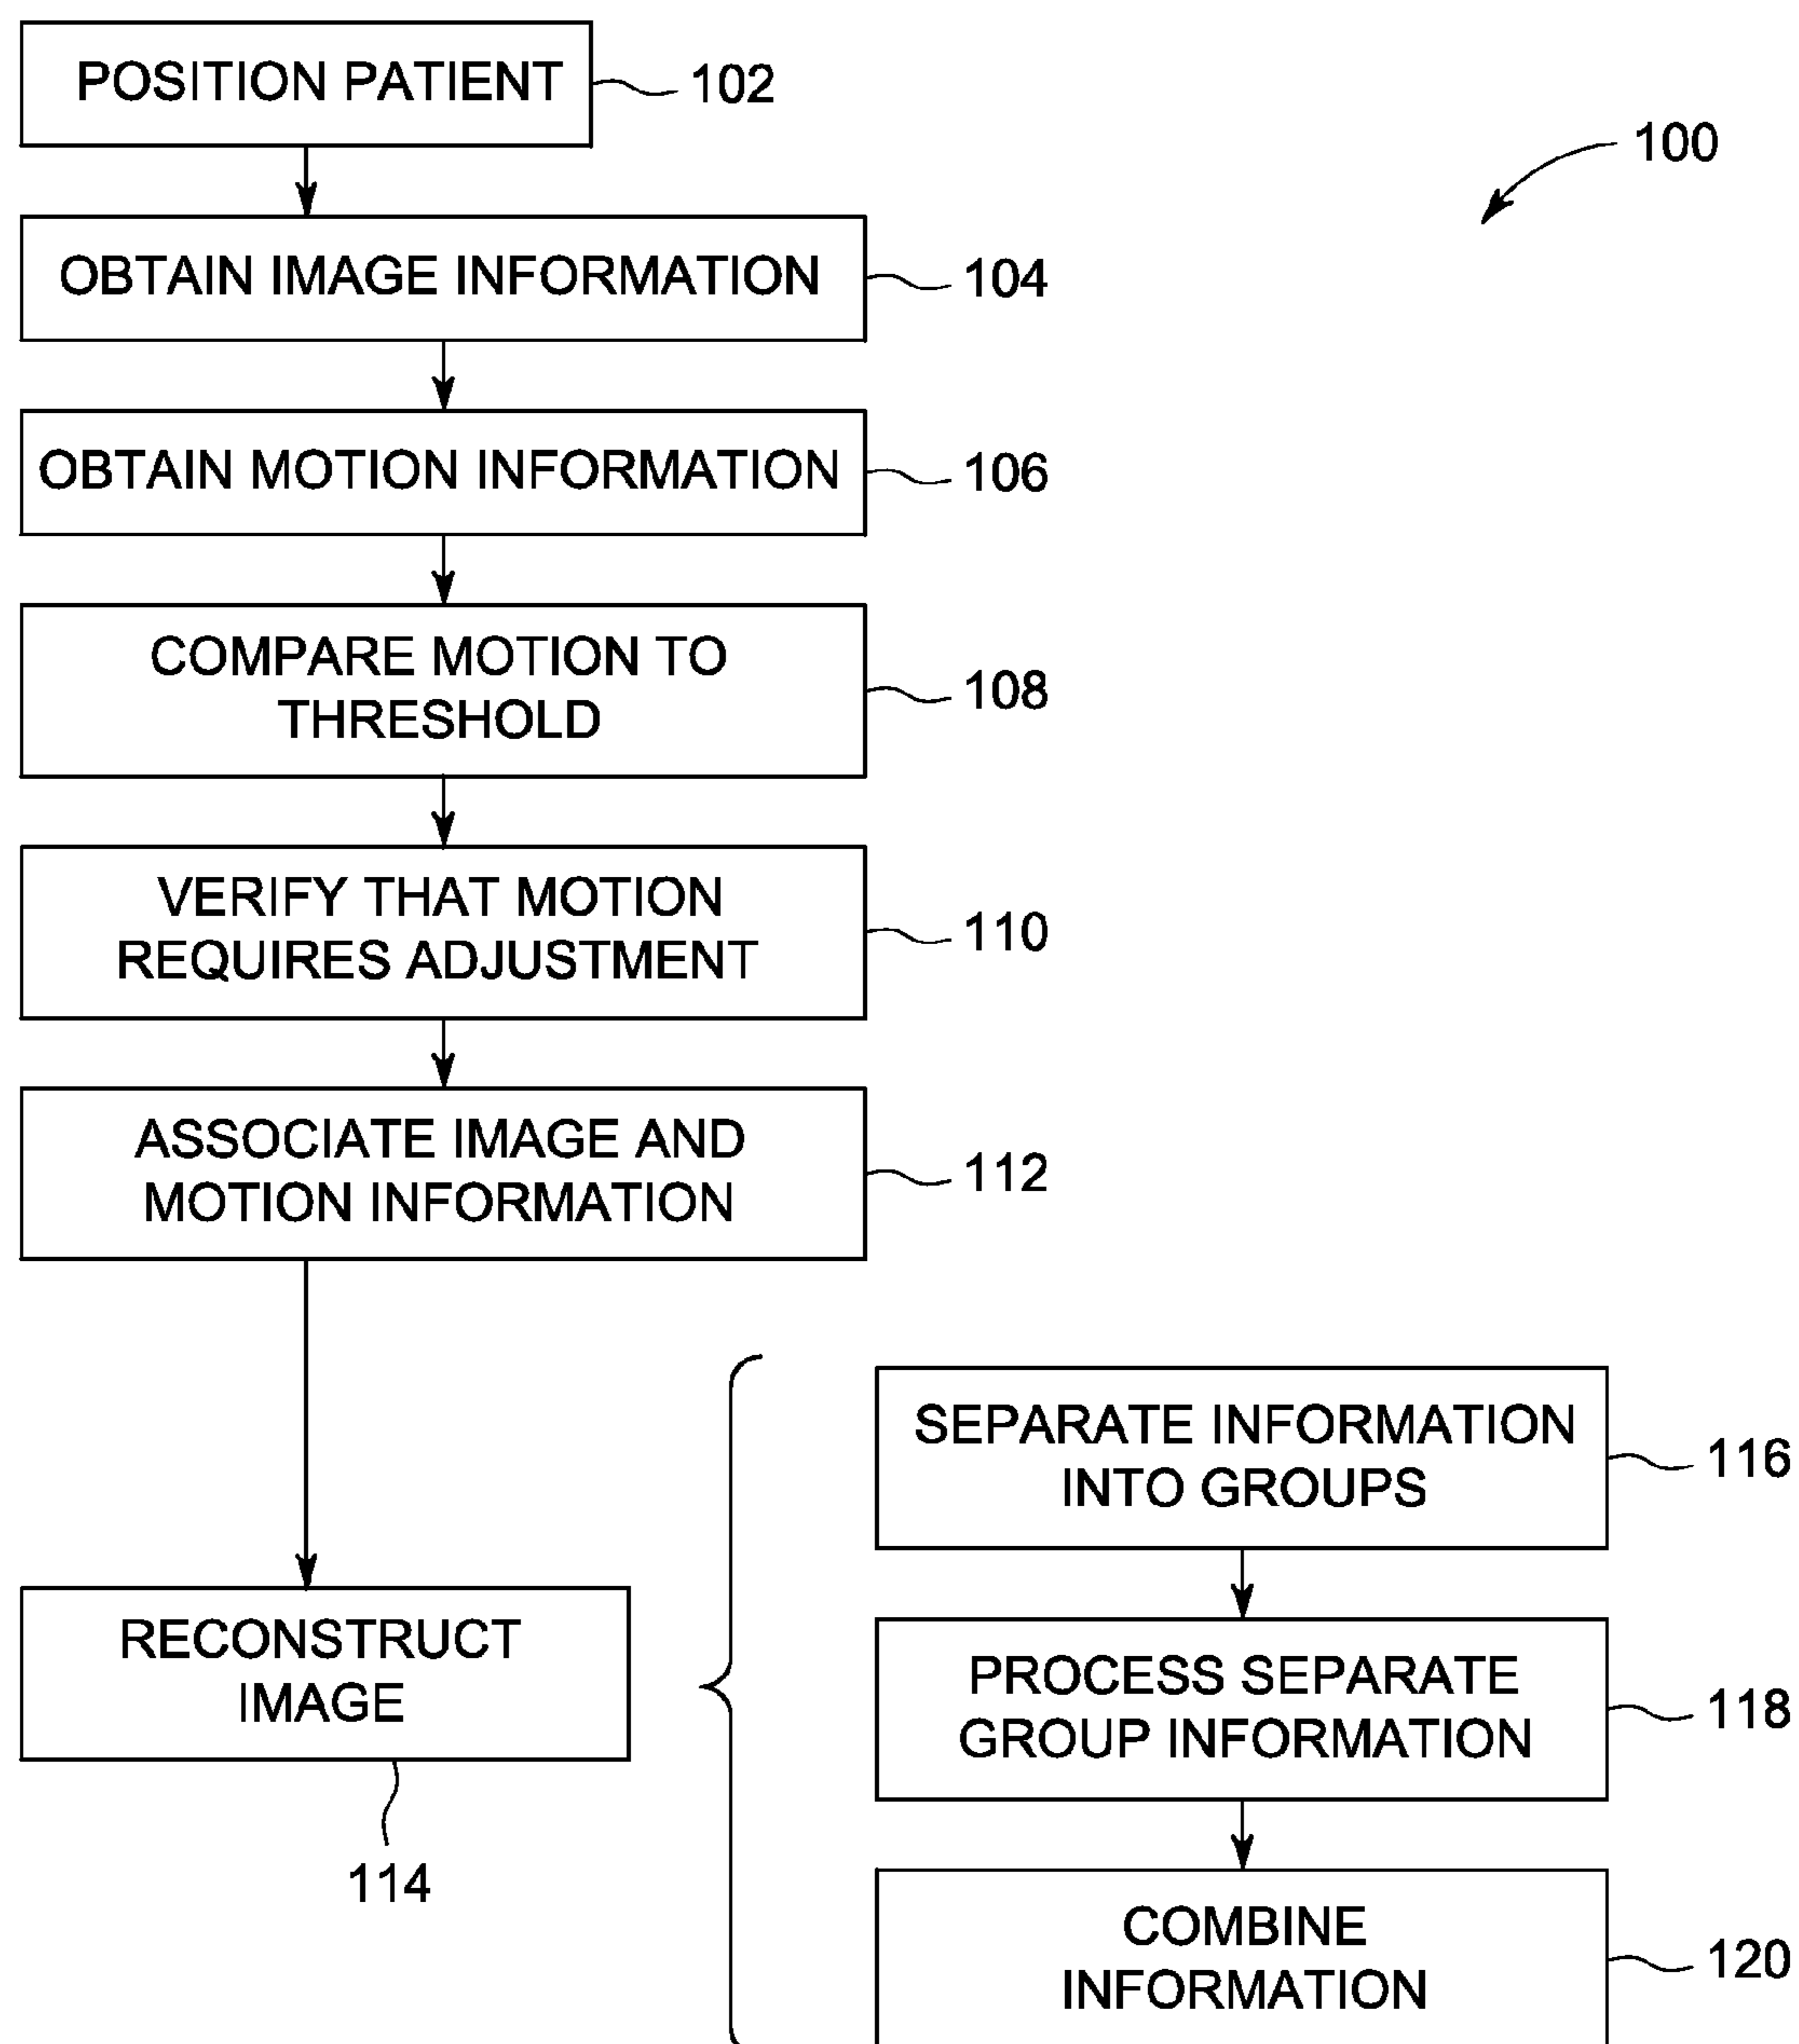 POSITION PATIENT
102
100
OBTAIN IMAGE INFORMATION
104
OBTAIN MOTION INFORMATION
106
COMPARE MOTION TO
THRESHOLD
108
VERIFY THAT MOTION
REQUIRES ADJUSTMENT
110
ASSOCIATE IMAGE AND
MOTION INFORMATION
112
RECONSTRUCT
IMAGE
114
SEPARATE INFORMATION
INTO GROUPS
116
PROCESS SEPARATE
GROUP INFORMATION
118
COMBINE
INFORMATION
120